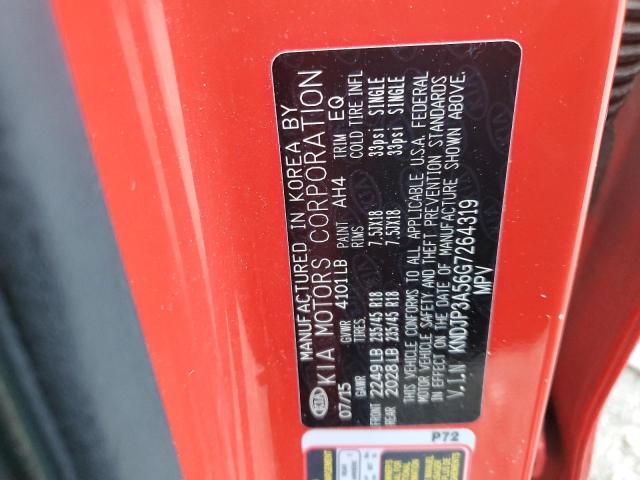 MANUFACTURED IN KOREA BY
KIA KIA MOTORS CORPORATION
07/15 GVWR 4101LB PAINT AH4 TRIM EQ
GAWR TIRES RIMS COLD TIRE INFL
FRONT 2249LB 235/45 R18 7.5JX18 33psi SINGLE
REAR 2028LB 235/45 R18 7.5JX18 33psi SINGLE
THIS VEHICLE CONFORMS TO ALL APPLICABLE U.S.A. FEDERAL
MOTOR VEHICLE SAFETY AND THEFT PREVENTION STANDARDS
IN EFFECT ON THE DATE OF MANUFACTURE SHOWN ABOVE.
V.I.N KNDJP3A56G7264319
MPV
P72